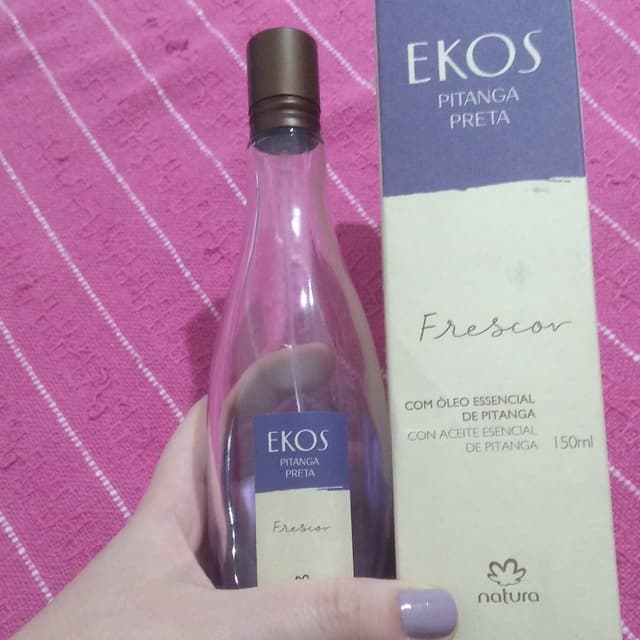 EKOS
PITANGA
PRETA
Frescor
COM ÓLEO ESSENCIAL
DE PITANGA
CON ACEITE ESENCIAL
DE PITANGA
150ml
natura
EKOS
PITANGA
PRETA
Frescor